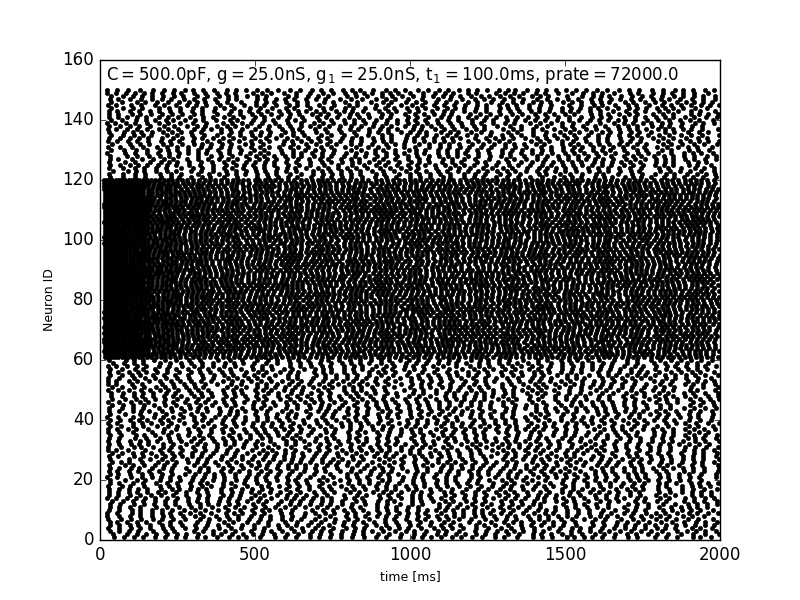 160
C = 500.0pF, g = 25.0nS, g₁ = 25.0nS, t₁ = 100.0ms, prate = 72000.0
140
120
100
80
60
40
20
0
Neuron ID
0 500 1000 1500 2000
time [ms]